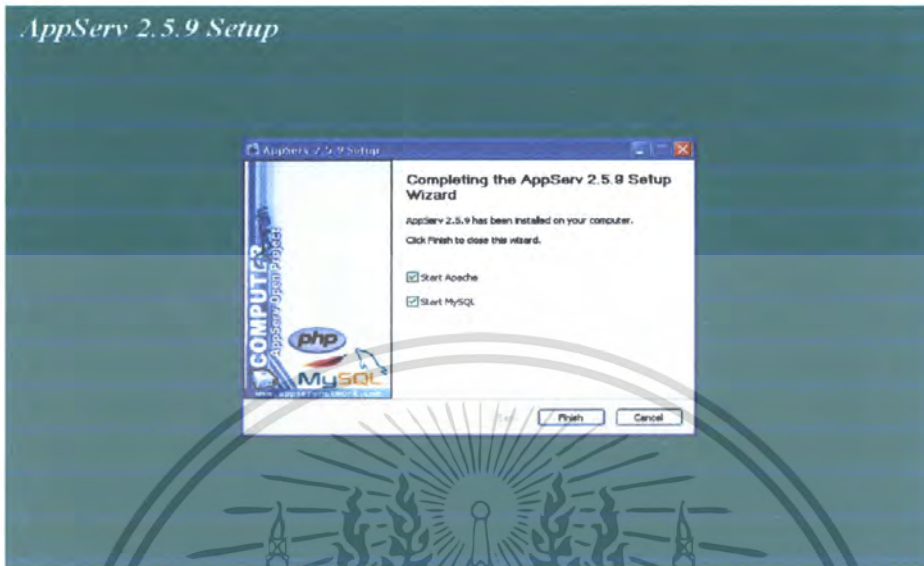 AppServ 2.5.9 Setup
AppServ 2.5.9 Setup
Completing the AppServ 2.5.9 Setup
Wizard
AppServ 2.5.9 has been installed on your computer.
Click Finish to close this wizard.
COMPUTER
AppServ Open Project
Start Apache
Start MySQL
php
MySQL
Finish
Cancel